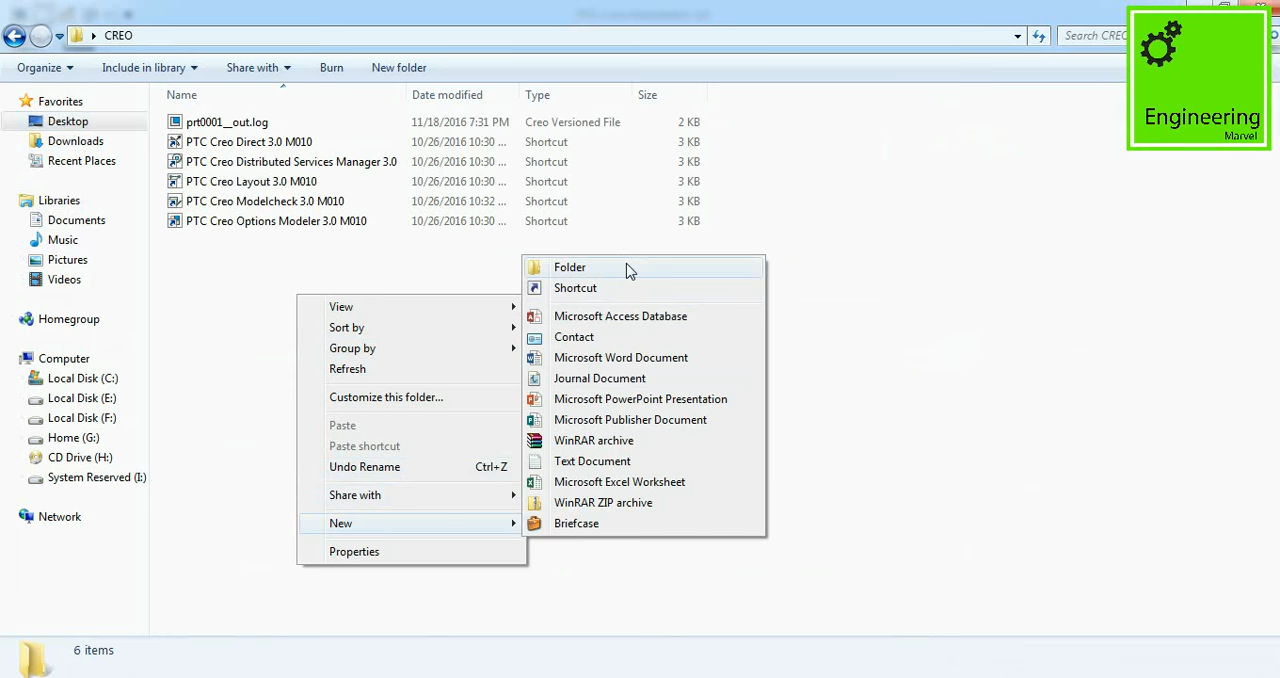 CREO
Search CREO
Organize
Include in library
Share with
Burn
New folder
Engineering
Marvel
Favorites
Desktop
Downloads
Recent Places
Libraries
Documents
Music
Pictures
Videos
Homegroup
Computer
Local Disk (C:)
Local Disk (E:)
Local Disk (F:)
Home (G:)
CD Drive (H:)
System Reserved (I:)
Network
Name Date modified Type Size
prt0001__out.log 11/18/2016 7:31 PM Creo Versioned File 2 KB
PTC Creo Direct 3.0 M010 10/26/2016 10:30 ... Shortcut 3 KB
PTC Creo Distributed Services Manager 3.0 10/26/2016 10:30 ... Shortcut 3 KB
PTC Creo Layout 3.0 M010 10/26/2016 10:30 ... Shortcut 3 KB
PTC Creo Modelcheck 3.0 M010 10/26/2016 10:32 ... Shortcut 3 KB
PTC Creo Options Modeler 3.0 M010 10/26/2016 10:30 ... Shortcut 3 KB
View
Sort by
Group by
Refresh
Customize this folder...
Paste
Paste shortcut
Undo Rename Ctrl+Z
Share with
New
Properties
Folder
Shortcut
Microsoft Access Database
Contact
Microsoft Word Document
Journal Document
Microsoft PowerPoint Presentation
Microsoft Publisher Document
WinRAR archive
Text Document
Microsoft Excel Worksheet
WinRAR ZIP archive
Briefcase
6 items